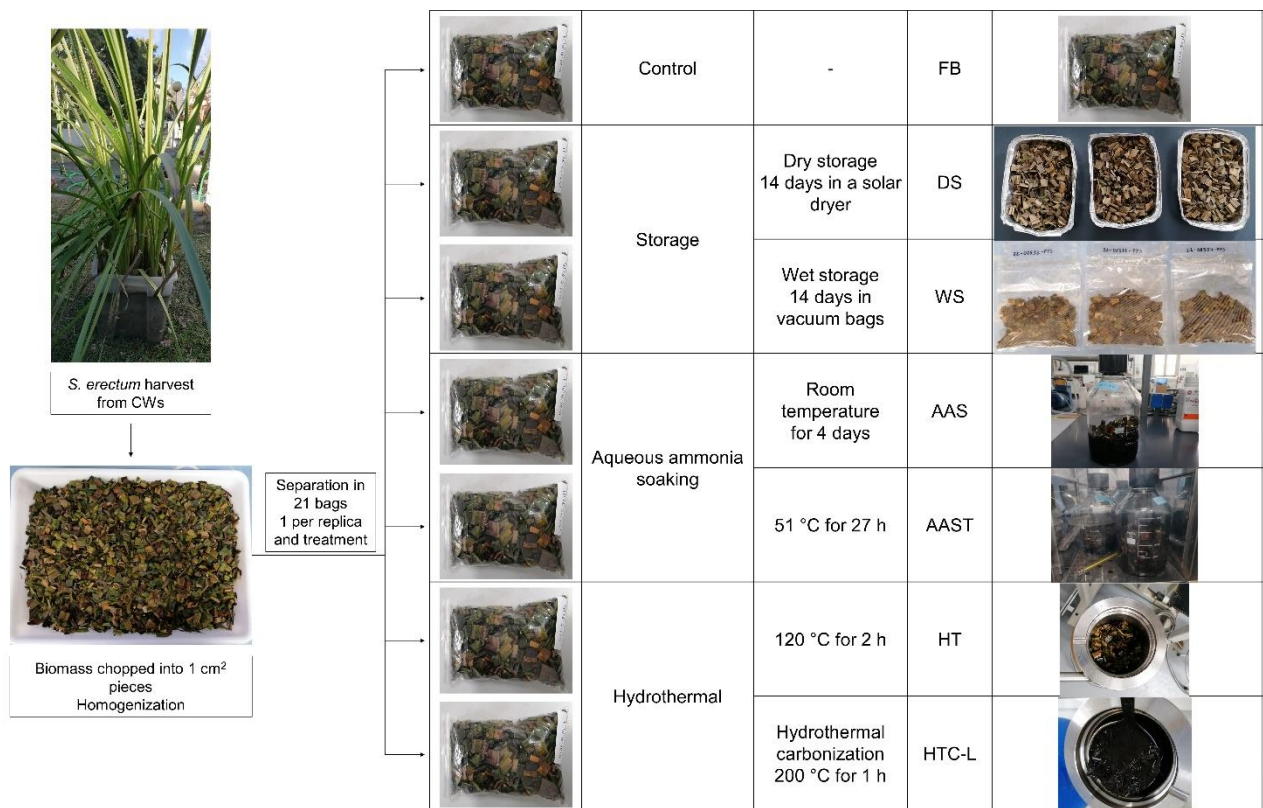 S. erectum harvest
from CWs
Biomass chopped into 1 cm²
pieces
Homogenization
Separation in
21 bags
1 per replica
and treatment
Control
-
FB
Storage
Dry storage
14 days in a solar
dryer
DS
Wet storage
14 days in
vacuum bags
WS
Aqueous ammonia
soaking
Room
temperature
for 4 days
AAS
51 °C for 27 h
AAST
Hydrothermal
120 °C for 2 h
HT
Hydrothermal
carbonization
200 °C for 1 h
HTC-L